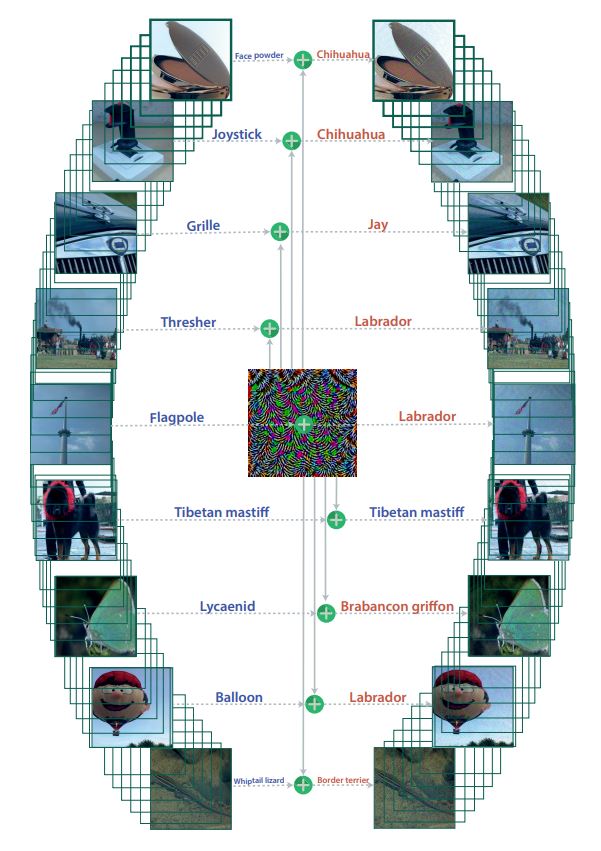 Face powder Chihuahua
Joystick Chihuahua
Grille Jay
Thresher Labrador
Flagpole Labrador
Tibetan mastiff Tibetan mastiff
Lycaenid Brabancon griffon
Balloon Labrador
Whiptail lizard Border terrier